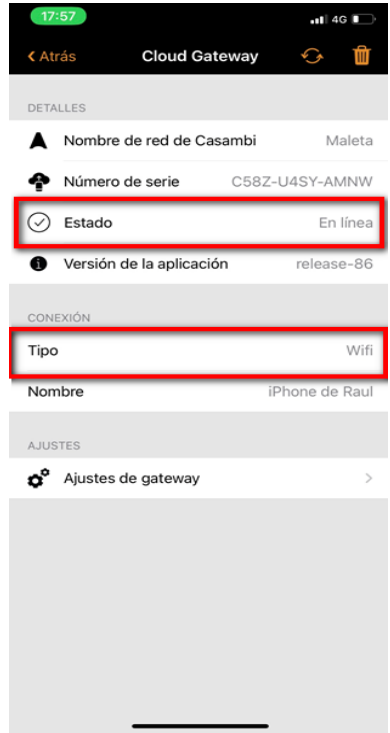 17:57 4G
Atrás Cloud Gateway
DETALLES
Nombre de red de Casambi Maleta
Número de serie C58Z-U4SY-AMNW
Estado En línea
Versión de la aplicación release-86
CONEXIÓN
Tipo Wifi
Nombre iPhone de Raul
AJUSTES
Ajustes de gateway